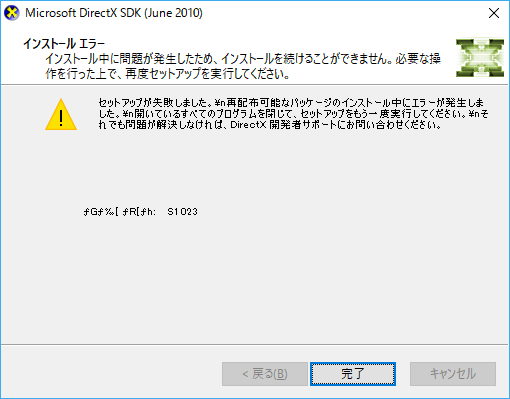 Microsoft DirectX SDK (June 2010)
インストール エラー
インストール中に問題が発生したため、インストールを続けることができません。必要な操
作を行った上で、再度セットアップを実行してください。
セットアップが失敗しました。¥n再配布可能なパッケージのインストール中にエラーが発生しま
した。¥n開いているすべてのプログラムを閉じて、セットアップをもう一度実行してください。¥nそ
れでも問題が解決しなければ、DirectX 開発者サポートにお問い合わせください。
ƒGƒ‰[ ƒR[ƒh: S1023
< 戻る(B)
完了
キャンセル